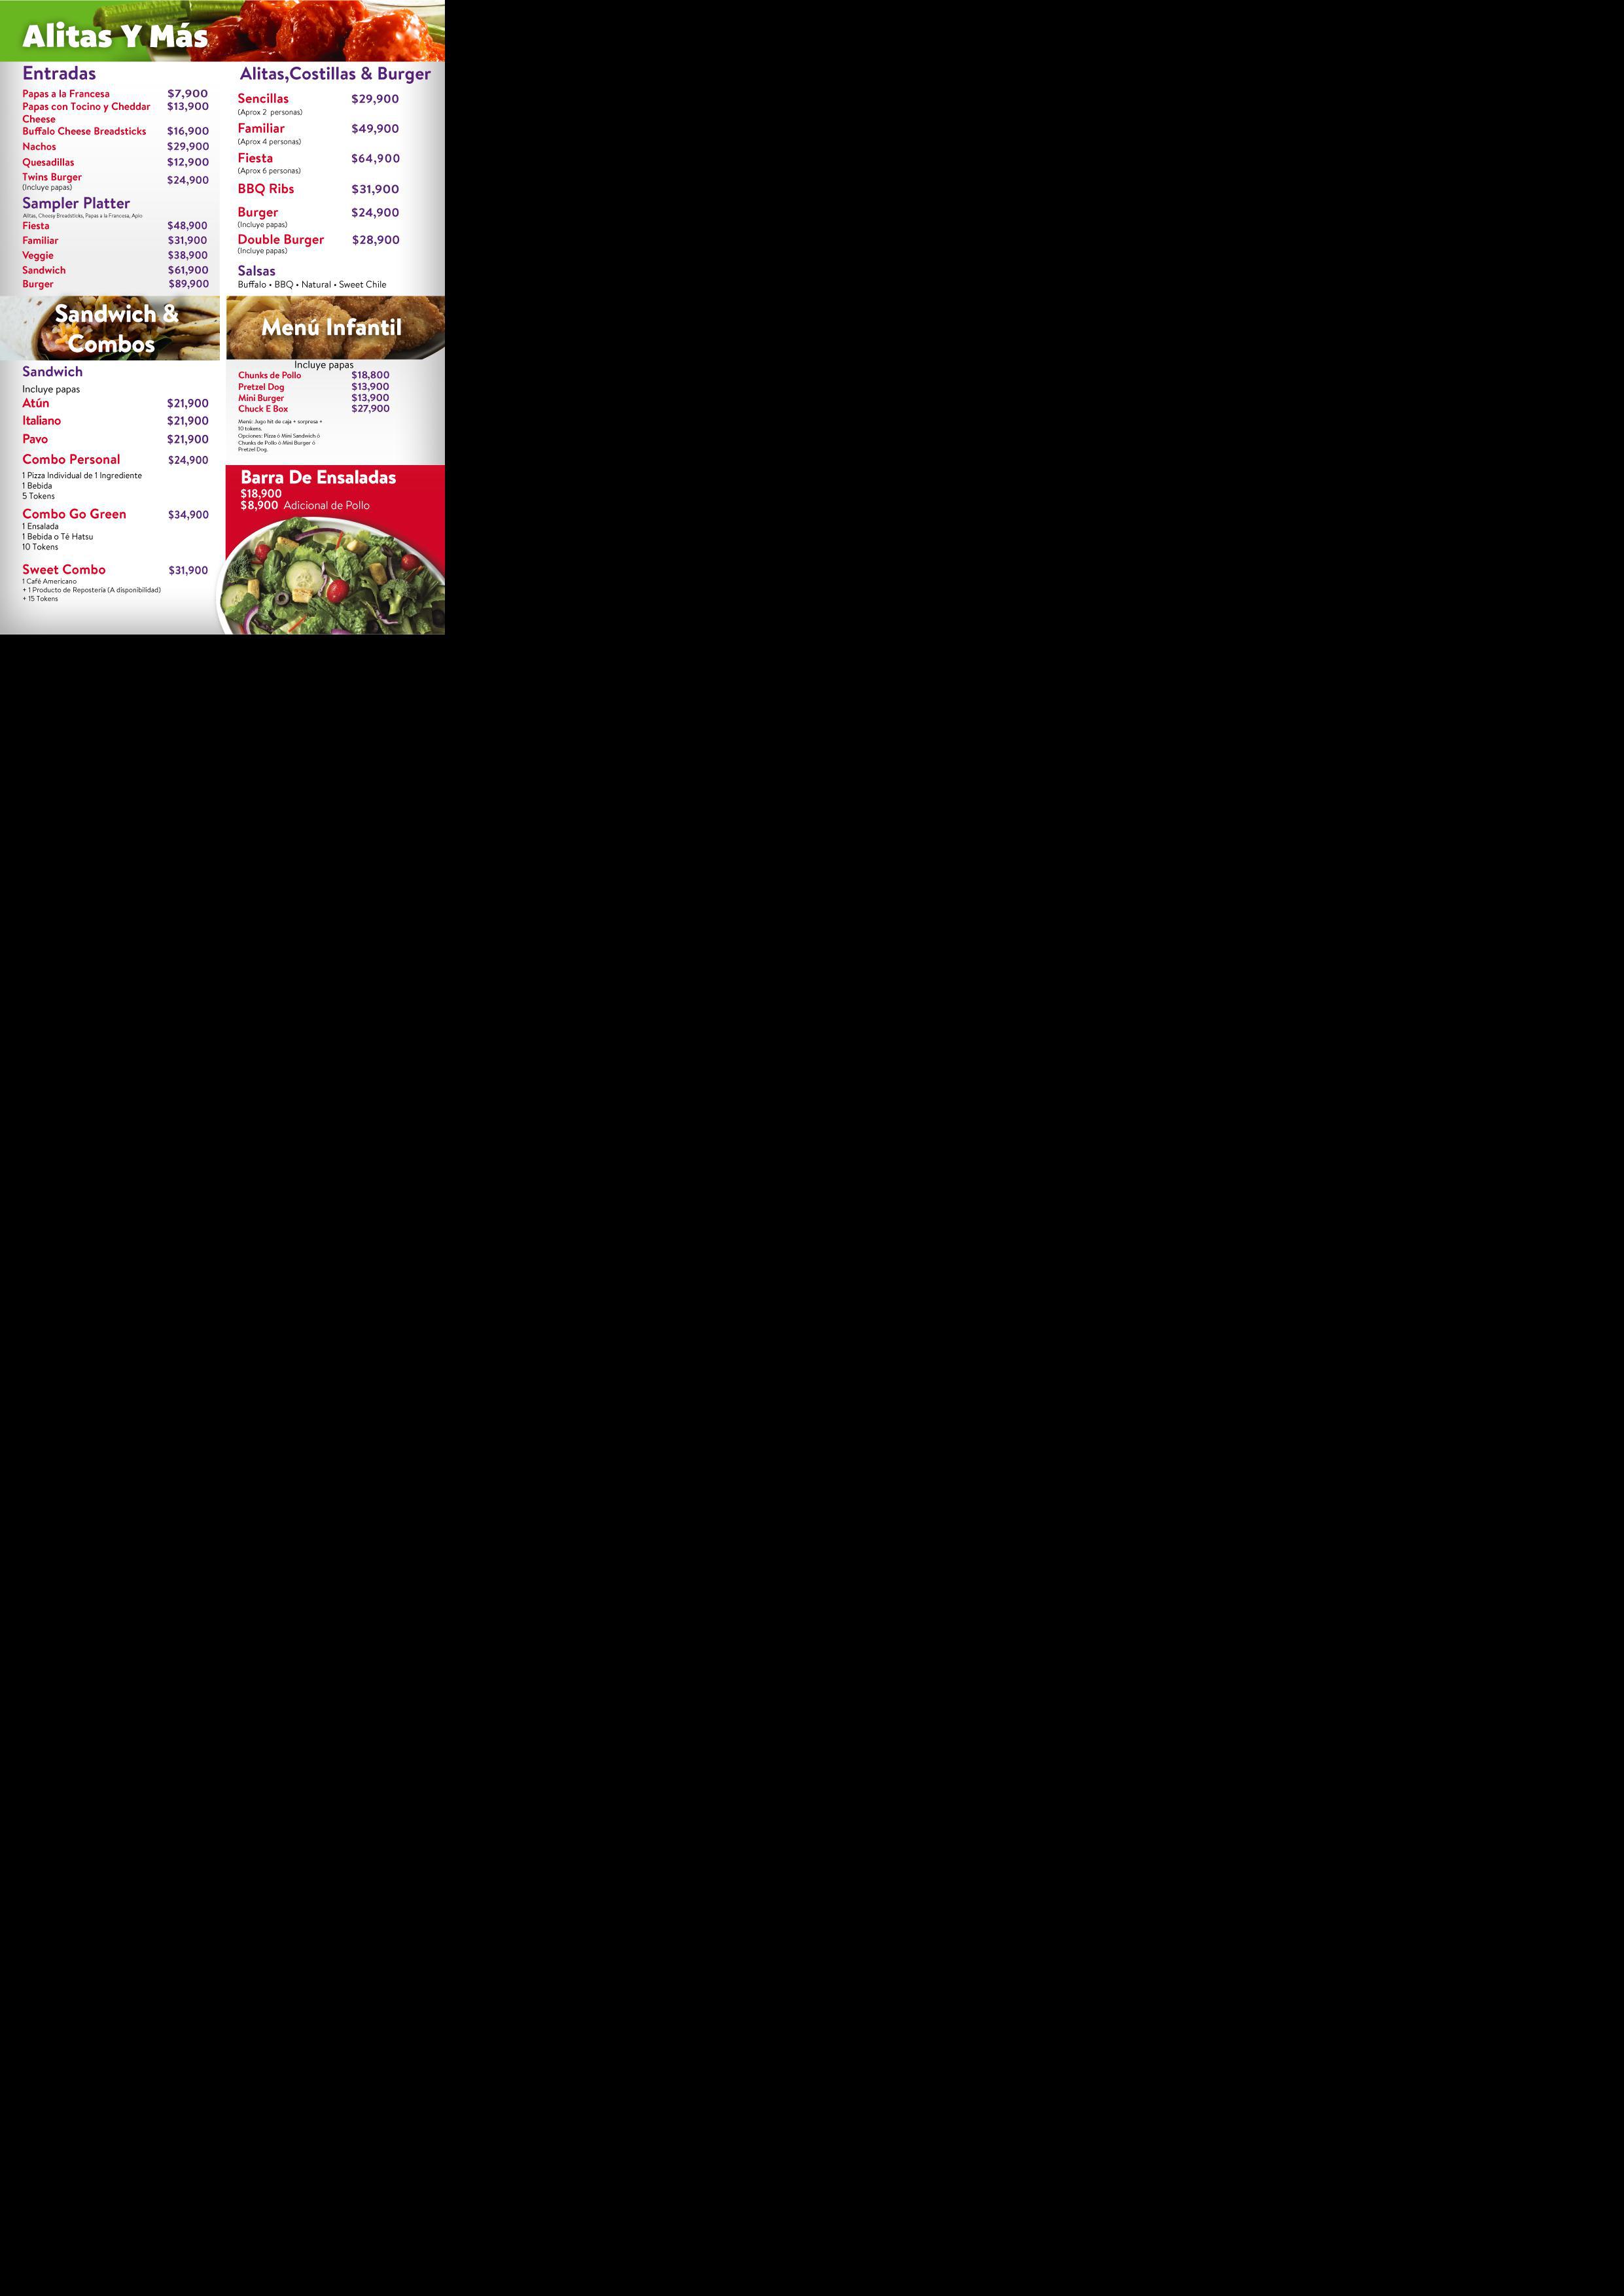 Alitas Y Más
Entradas
Papas a la Francesa $7,900
Papas con Tocino y Cheddar $13,900
Cheese
Buffalo Cheese Breadsticks $16,900
Nachos $29,900
Quesadillas $12,900
Twins Burger $24,900
(Incluye papas)
Sampler Platter
Alitas, Cheesy Breadsticks, Papas a la Francesa, Apio
Fiesta $48,900
Familiar $31,900
Veggie $38,900
Sandwich $61,900
Burger $89,900
Alitas,Costillas & Burger
Sencillas $29,900
(Aprox 2 personas)
Familiar $49,900
(Aprox 4 personas)
Fiesta $64,900
(Aprox 6 personas)
BBQ Ribs $31,900
Burger $24,900
(Incluye papas)
Double Burger $28,900
(Incluye papas)
Salsas
Buffalo • BBQ • Natural • Sweet Chile
Sandwich &
Combos
Sandwich
Incluye papas
Atún $21,900
Italiano $21,900
Pavo $21,900
Combo Personal $24,900
1 Pizza Individual de 1 Ingrediente
1 Bebida
5 Tokens
Combo Go Green $34,900
1 Ensalada
1 Bebida o Té Hatsu
10 Tokens
Sweet Combo $31,900
1 Café Americano
+ 1 Producto de Repostería (A disponibilidad)
+ 15 Tokens
Menú Infantil
Incluye papas
Chunks de Pollo $18,800
Pretzel Dog $13,900
Mini Burger $13,900
Chuck E Box $27,900
Menú: Jugo hit de caja + sorpresa +
10 tokens.
Opciones: Pizza ó Mini Sandwich ó
Chunks de Pollo ó Mini Burger ó
Pretzel Dog.
Barra De Ensaladas
$18,900
$8,900 Adicional de Pollo